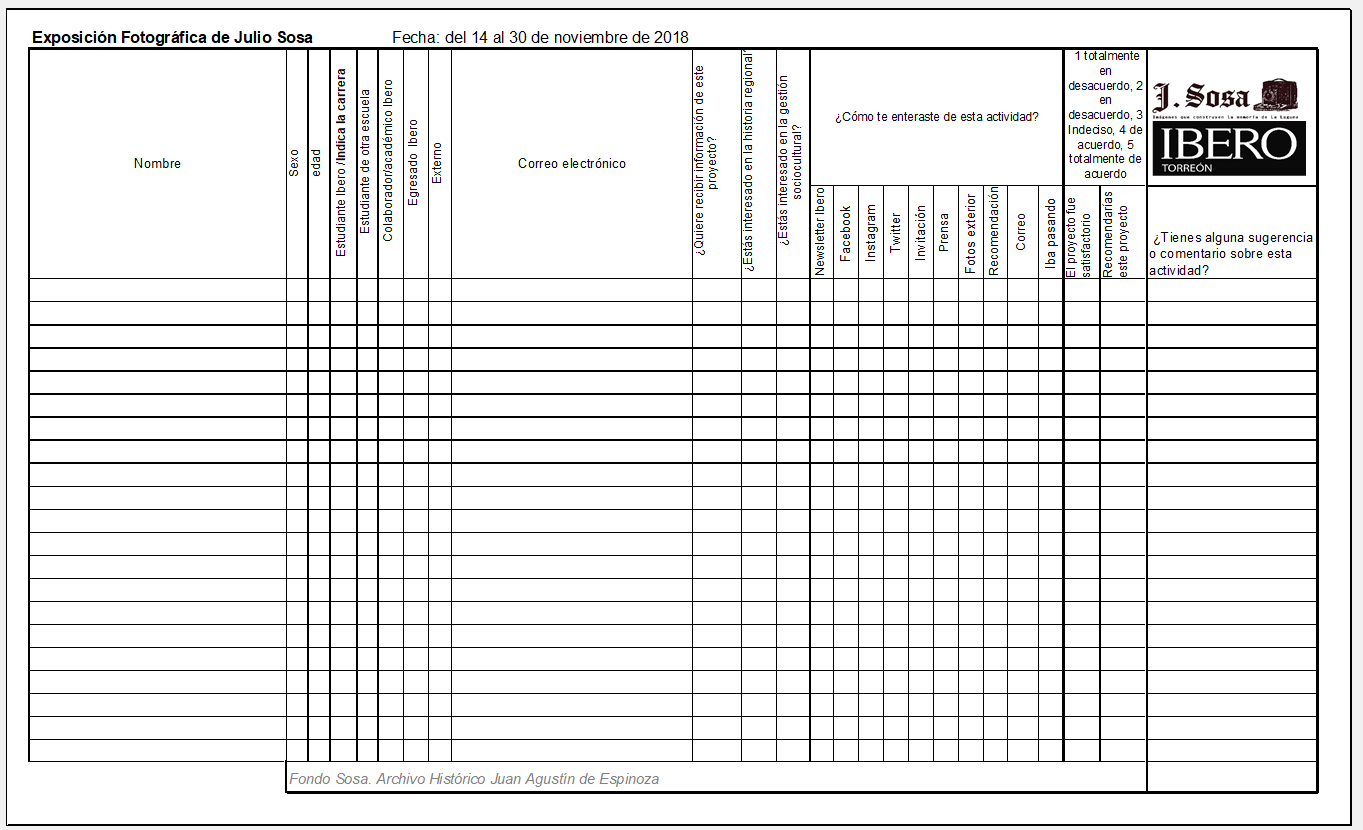 Exposición Fotográfica de Julio Sosa
Fecha: del 14 al 30 de noviembre de 2018
Nombre
Sexo
edad
Estudiante Ibero /Indica la carrera
Estudiante de otra escuela
Colaborador/académico Ibero
Egresado Ibero
Externo
Correo electrónico
¿Quiere recibir información de este
proyecto?
¿Estás interesado en la historia regional?
¿Estás interesado en la gestión
sociocultural?
¿Cómo te enteraste de esta actividad?
Newsletter Ibero
Facebook
Instagram
Twitter
Invitación
Prensa
Fotos exterior
Recomendación
Correo
Iba pasando
1 totalmente
en
desacuerdo, 2
en
desacuerdo, 3
Indeciso, 4 de
acuerdo, 5
totalmente de
acuerdo
El proyecto fue
satisfactorio
Recomendarías
este proyecto
J. Sosa
Imágenes que construyen la memoria de La Laguna
IBERO
TORREÓN
¿Tienes alguna sugerencia
o comentario sobre esta
actividad?
Fondo Sosa. Archivo Histórico Juan Agustín de Espinoza